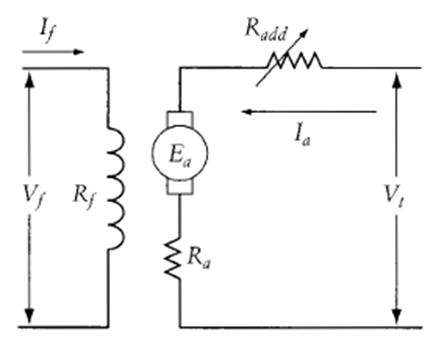 I_f
R_add
I_a
E_a
V_f
R_f
V_t
R_a